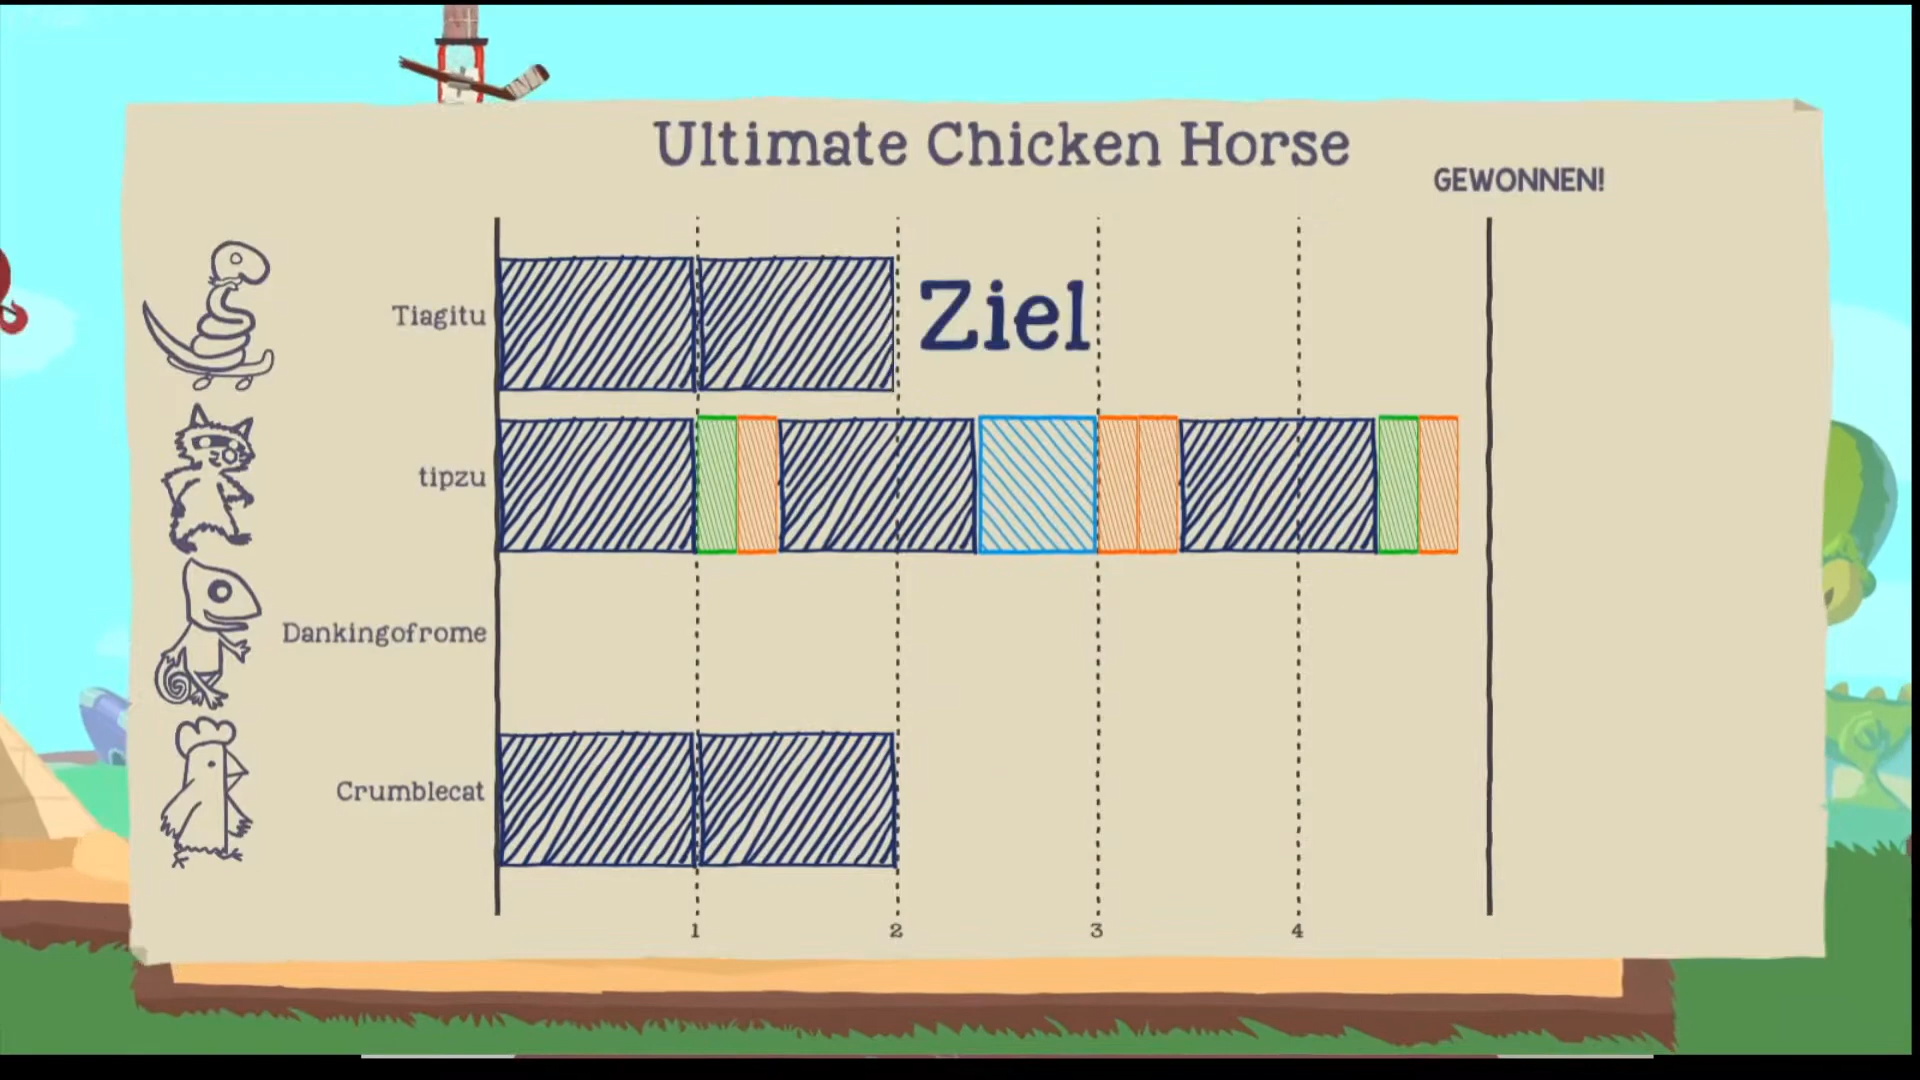 Ultimate Chicken Horse
GEWONNEN!
Tiagitu
Ziel
tipzu
Dankingofrome
Crumblecat
1 2 3 4